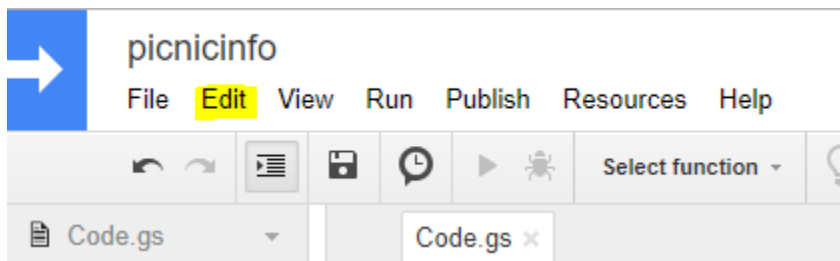 picnicinfo
File Edit View Run Publish Resources Help
Select function
Code.gs Code.gs